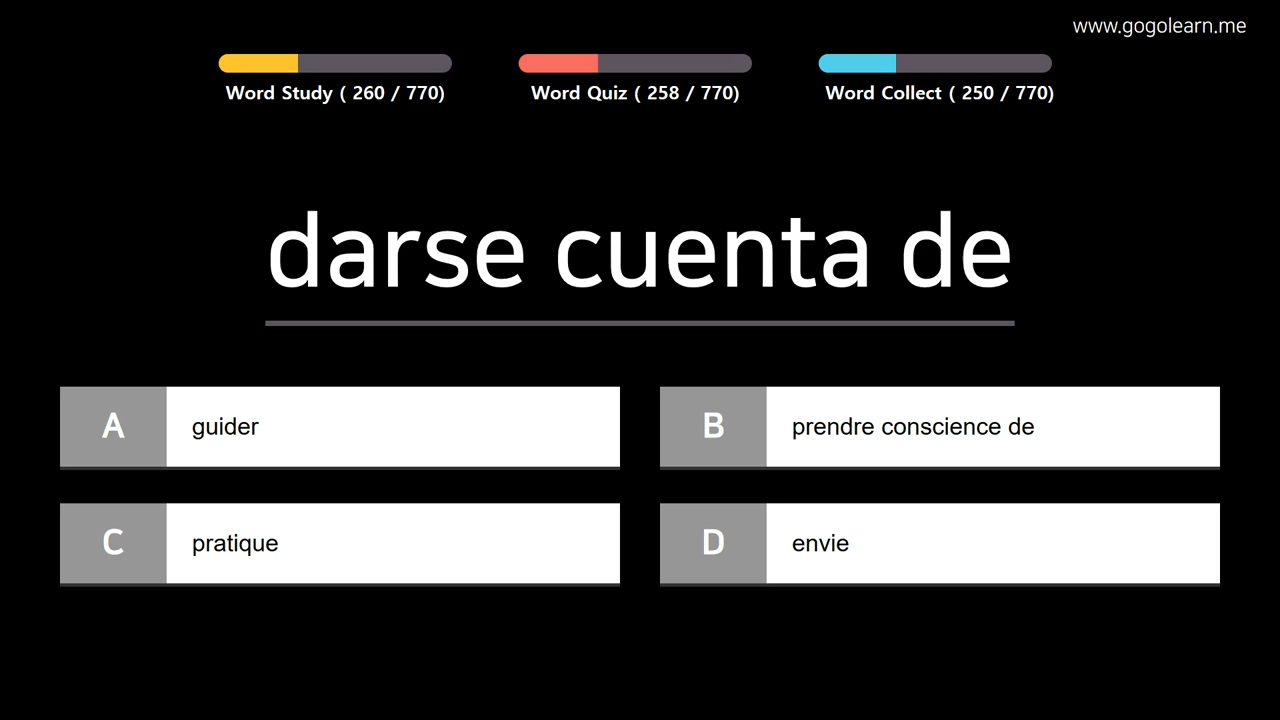 www.gogolearn.me
Word Study ( 260 / 770)
Word Quiz ( 258 / 770)
Word Collect ( 250 / 770)
darse cuenta de
A guider
B prendre conscience de
C pratique
D envie